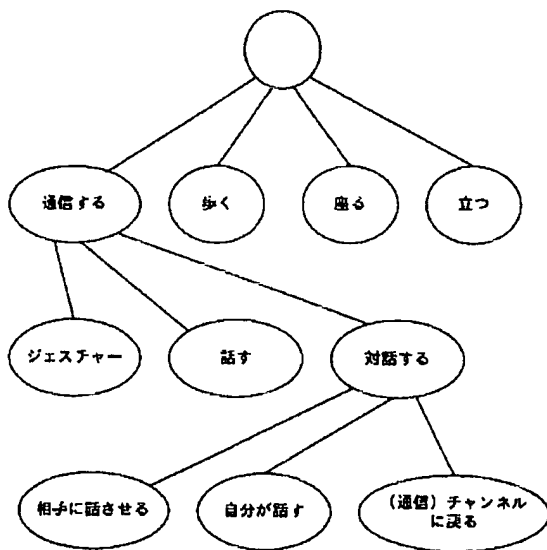 通信する
歩く
座る
立つ
ジェスチャー
話す
対話する
相手に話させる
自分が話す
(通信)チャンネル
に戻る